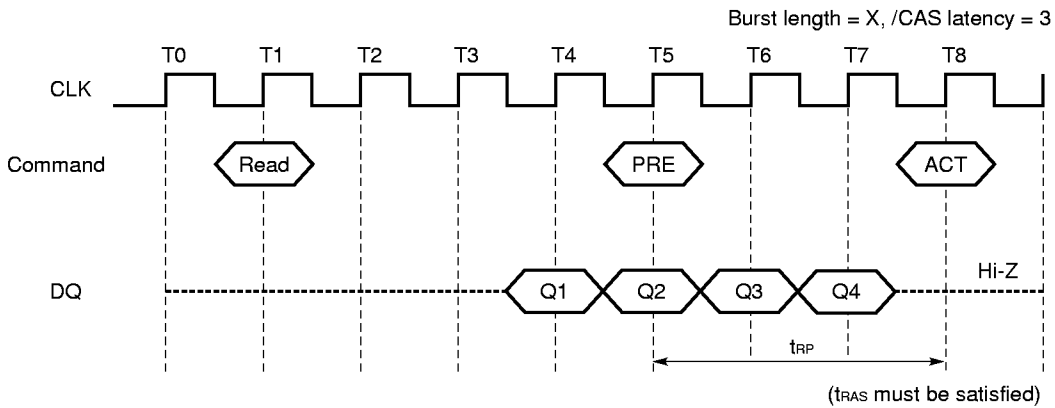 Burst length = X, /CAS latency = 3
T0 T1 T2 T3 T4 T5 T6 T7 T8
CLK
Command Read PRE ACT
Hi-Z
DQ Q1 Q2 Q3 Q4
tRP
(tRAS must be satisfied)